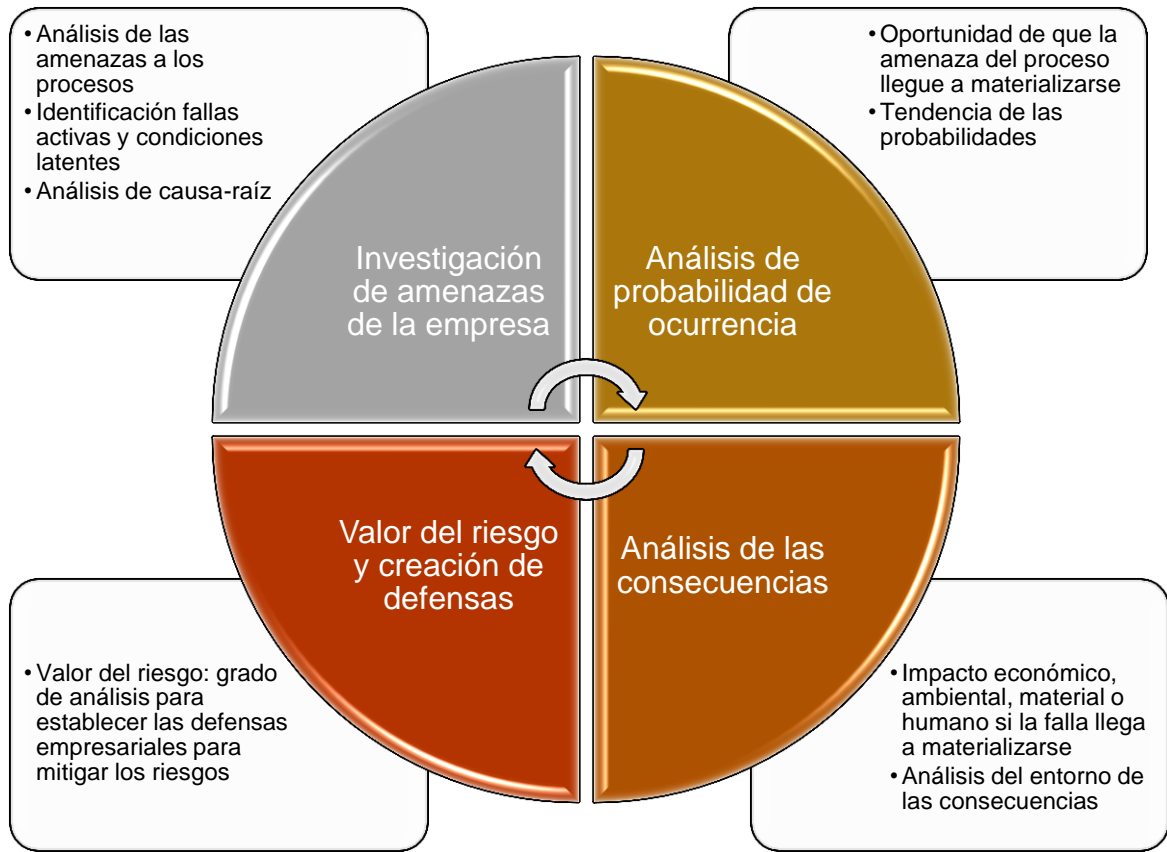 • Análisis de las
amenazas a los
procesos
• Identificación fallas
activas y condiciones
latentes
• Análisis de causa-raíz
• Oportunidad de que la
amenaza del proceso
llegue a materializarse
• Tendencia de las
probabilidades
Investigación
de amenazas
de la empresa
Análisis de
probabilidad de
ocurrencia
Valor del riesgo
y creación de
defensas
Análisis de las
consecuencias
• Valor del riesgo: grado
de análisis para
establecer las defensas
empresariales para
mitigar los riesgos
• Impacto económico,
ambiental, material o
humano si la falla llega
a materializarse
• Análisis del entorno de
las consecuencias